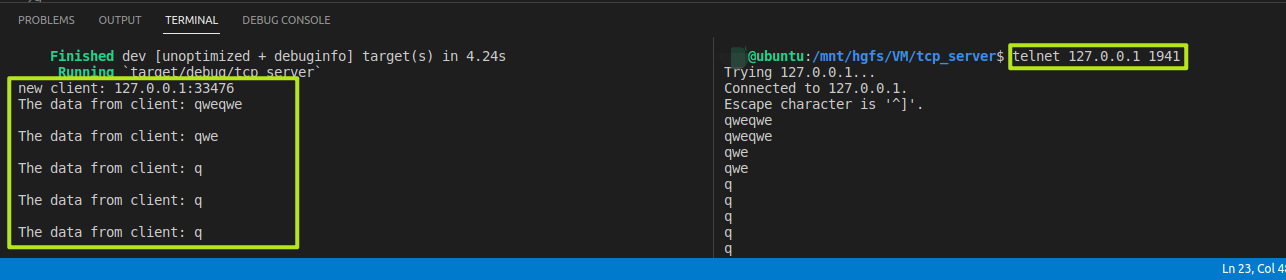 PROBLEMS OUTPUT TERMINAL DEBUG CONSOLE
Finished dev [unoptimized + debuginfo] target(s) in 4.24s
Running `target/debug/tcp_server`
new client: 127.0.0.1:33476
The data from client: qweqwe
The data from client: qwe
The data from client: q
The data from client: q
The data from client: q
@ubuntu:/mnt/hgfs/VM/tcp_server$ telnet 127.0.0.1 1941
Trying 127.0.0.1...
Connected to 127.0.0.1.
Escape character is '^]'.
qweqwe
qweqwe
qwe
qwe
q
q
q
q
q
Ln 23, Col 48